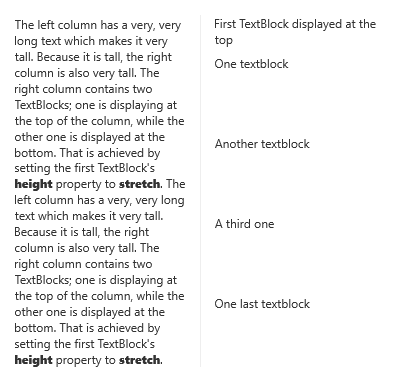 The left column has a very, very
long text which makes it very
tall. Because it is tall, the right
column is also very tall. The
right column contains two
TextBlocks; one is displaying at
the top of the column, while the
other one is displayed at the
bottom. That is achieved by
setting the first TextBlock's
height property to stretch. The
left column has a very, very long
text which makes it very tall.
Because it is tall, the right
column is also very tall. The
right column contains two
TextBlocks; one is displaying at
the top of the column, while the
other one is displayed at the
bottom. That is achieved by
setting the first TextBlock's
height property to stretch.
First TextBlock displayed at the
top
One textblock
Another textblock
A third one
One last textblock